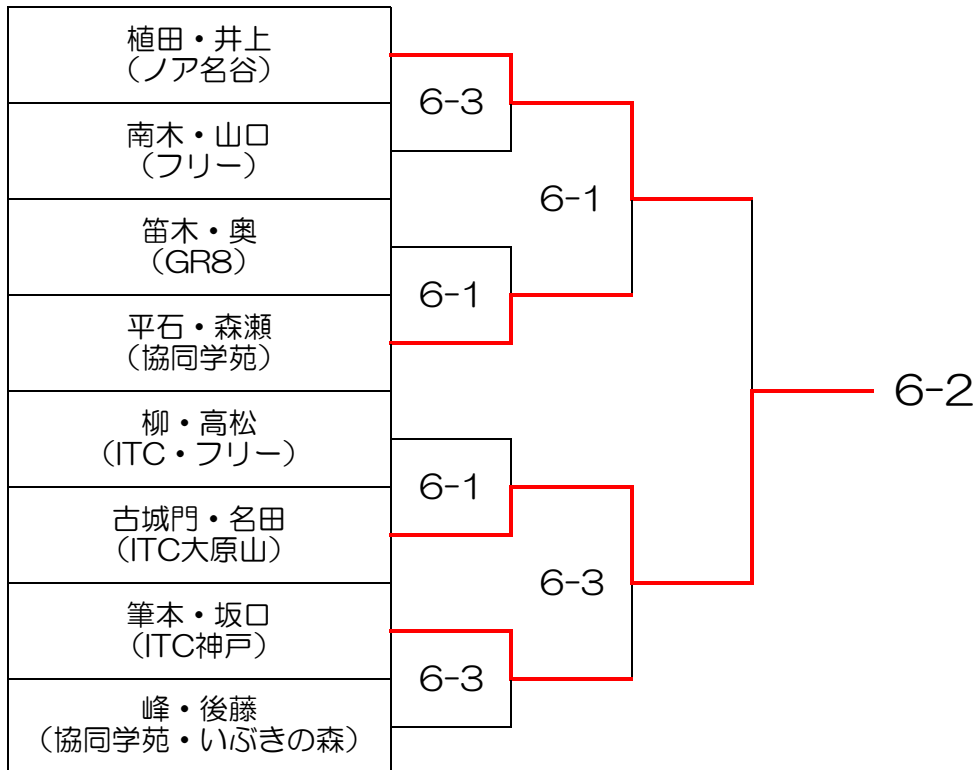 植田・井上
（ノア名谷）
6-3
南木・山口
（フリー）
6-1
笛木・奥
（GR8）
6-1
平石・森瀬
（協同学苑）
6-2
柳・高松
（ITC・フリー）
6-1
古城門・名田
（ITC大原山）
6-3
筆本・坂口
（ITC神戸）
6-3
峰・後藤
（協同学苑・いぶきの森）